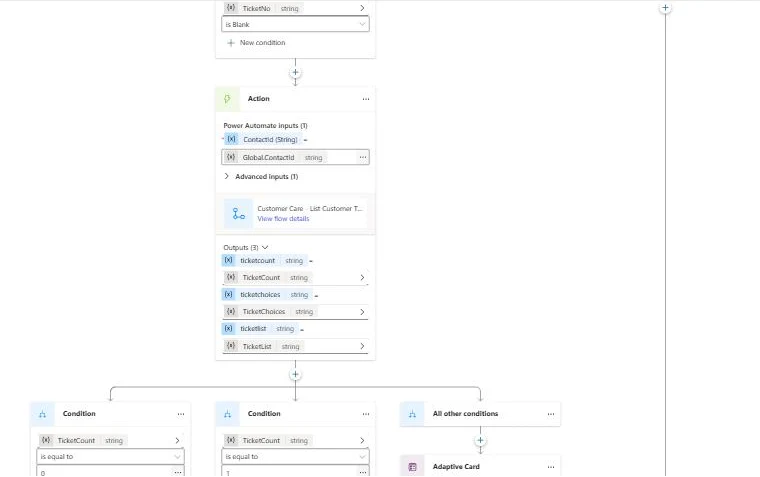 {x} TicketNo string
is Blank
New condition
Action
Power Automate inputs (1)
{x} ContactId (String) =
{x} Global.ContactId string
Advanced inputs (1)
Customer Care - List Customer T...
View flow details
Outputs (3)
{x} ticketcount string =
{x} TicketCount string
{x} ticketchoices string =
{x} TicketChoices string
{x} ticketlist string =
{x} TicketList string
Condition
{x} TicketCount string
is equal to
0
Condition
{x} TicketCount string
is equal to
1
All other conditions
Adaptive Card